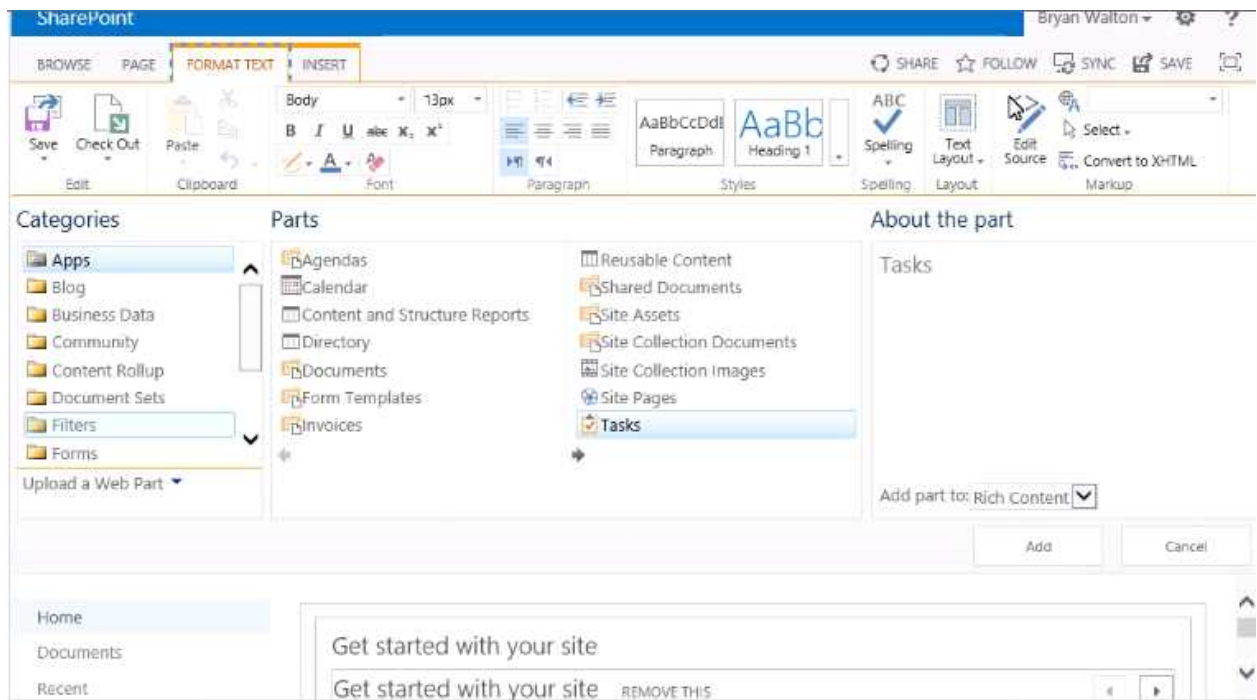 SharePoint
Bryan Walton
?
BROWSE PAGE FORMAT TEXT INSERT
SHARE FOLLOW SYNC SAVE
Save
Check Out
Edit
Paste
Clipboard
Body 13px
B I U abc X₂ X²
A
Font
Paragraph
AaBbCcDdE
Paragraph
AaBb
Heading 1
Styles
ABC
Spelling
Spelling
Text
Layout
Layout
Edit
Source
Select
Convert to XHTML
Markup
Categories
Apps
Blog
Business Data
Community
Content Rollup
Document Sets
Filters
Forms
Upload a Web Part
Parts
Agendas
Calendar
Content and Structure Reports
Directory
Documents
Form Templates
Invoices
Reusable Content
Shared Documents
Site Assets
Site Collection Documents
Site Collection Images
Site Pages
Tasks
About the part
Tasks
Add part to: Rich Content
Add Cancel
Home
Documents
Recent
Get started with your site
Get started with your site REMOVE THIS